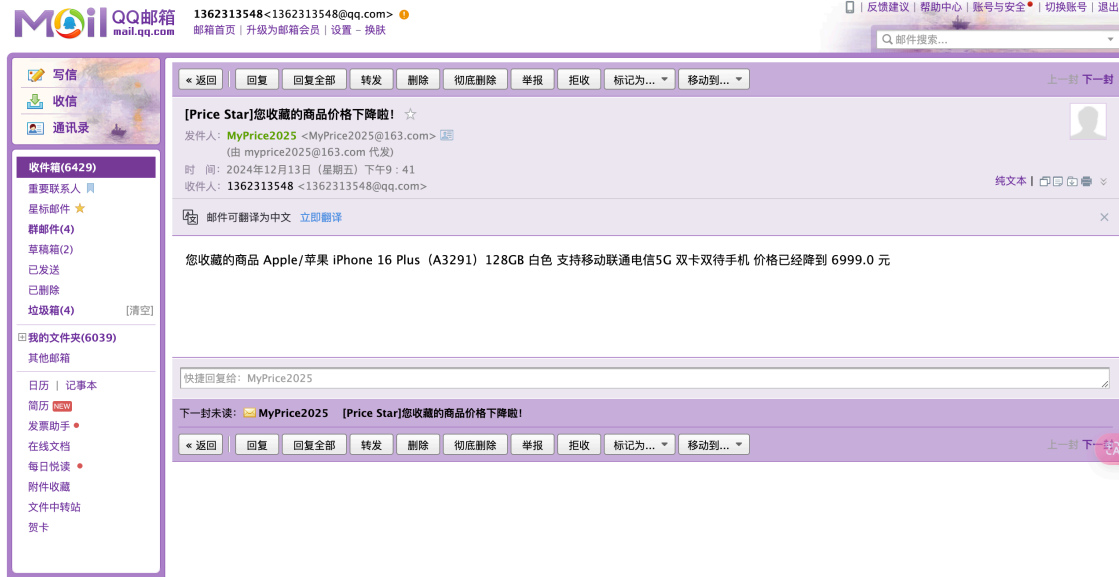 MOil QQ邮箱 mail.qq.com
1362313548<1362313548@qq.com>
邮箱首页 | 升级为邮箱会员 | 设置 - 换肤
| 反馈建议 | 帮助中心 | 账号与安全 | 切换账号 | 退出
邮件搜索...
写信
收信
通讯录
收件箱(6429)
重要联系人
星标邮件
群邮件(4)
草稿箱(2)
已发送
已删除
垃圾箱(4) [清空]
我的文件夹(6039)
其他邮箱
日历 | 记事本
简历 NEW
发票助手
在线文档
每日悦读
附件收藏
文件中转站
贺卡
« 返回 回复 回复全部 转发 删除 彻底删除 举报 拒收 标记为... 移动到... 上一封 下一封
[Price Star]您收藏的商品价格下降啦!
发件人: MyPrice2025 <MyPrice2025@163.com>
(由 myprice2025@163.com 代发)
时 间: 2024年12月13日 (星期五) 下午9:41
收件人: 1362313548 <1362313548@qq.com>
纯文本 |
邮件可翻译为中文 立即翻译
您收藏的商品 Apple/苹果 iPhone 16 Plus（A3291）128GB 白色 支持移动联通电信5G 双卡双待手机 价格已经降到 6999.0 元
快捷回复给: MyPrice2025
下一封未读: MyPrice2025 [Price Star]您收藏的商品价格下降啦!
« 返回 回复 回复全部 转发 删除 彻底删除 举报 拒收 标记为... 移动到... 上一封 下一封